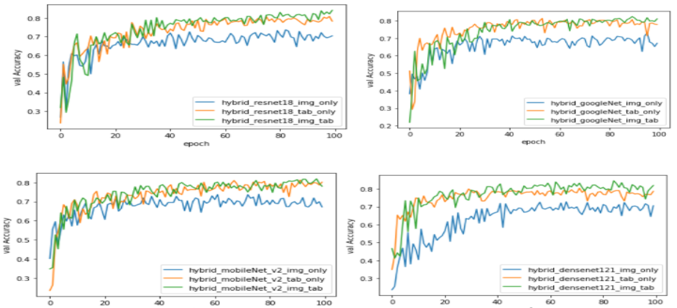 val Accuracy
0.8
0.7
0.6
0.5
0.4
0.3
0 20 40 60 80 100
epoch
hybrid_resnet18_img_only
hybrid_resnet18_tab_only
hybrid_resnet18_img_tab
val Accuracy
0.8
0.7
0.6
0.5
0.4
0.3
0.2
0 20 40 60 80 100
epoch
hybrid_googleNet_img_only
hybrid_googleNet_tab_only
hybrid_googleNet_img_tab
val Accuracy
0.8
0.7
0.6
0.5
0.4
0.3
0 20 40 60 80 100
hybrid_mobileNet_v2_img_only
hybrid_mobileNet_v2_tab_only
hybrid_mobileNet_v2_img_tab
val Accuracy
0.8
0.7
0.6
0.5
0.4
0.3
0 20 40 60 80 100
hybrid_densenet121_img_only
hybrid_densenet121_tab_only
hybrid_densenet121_img_tab